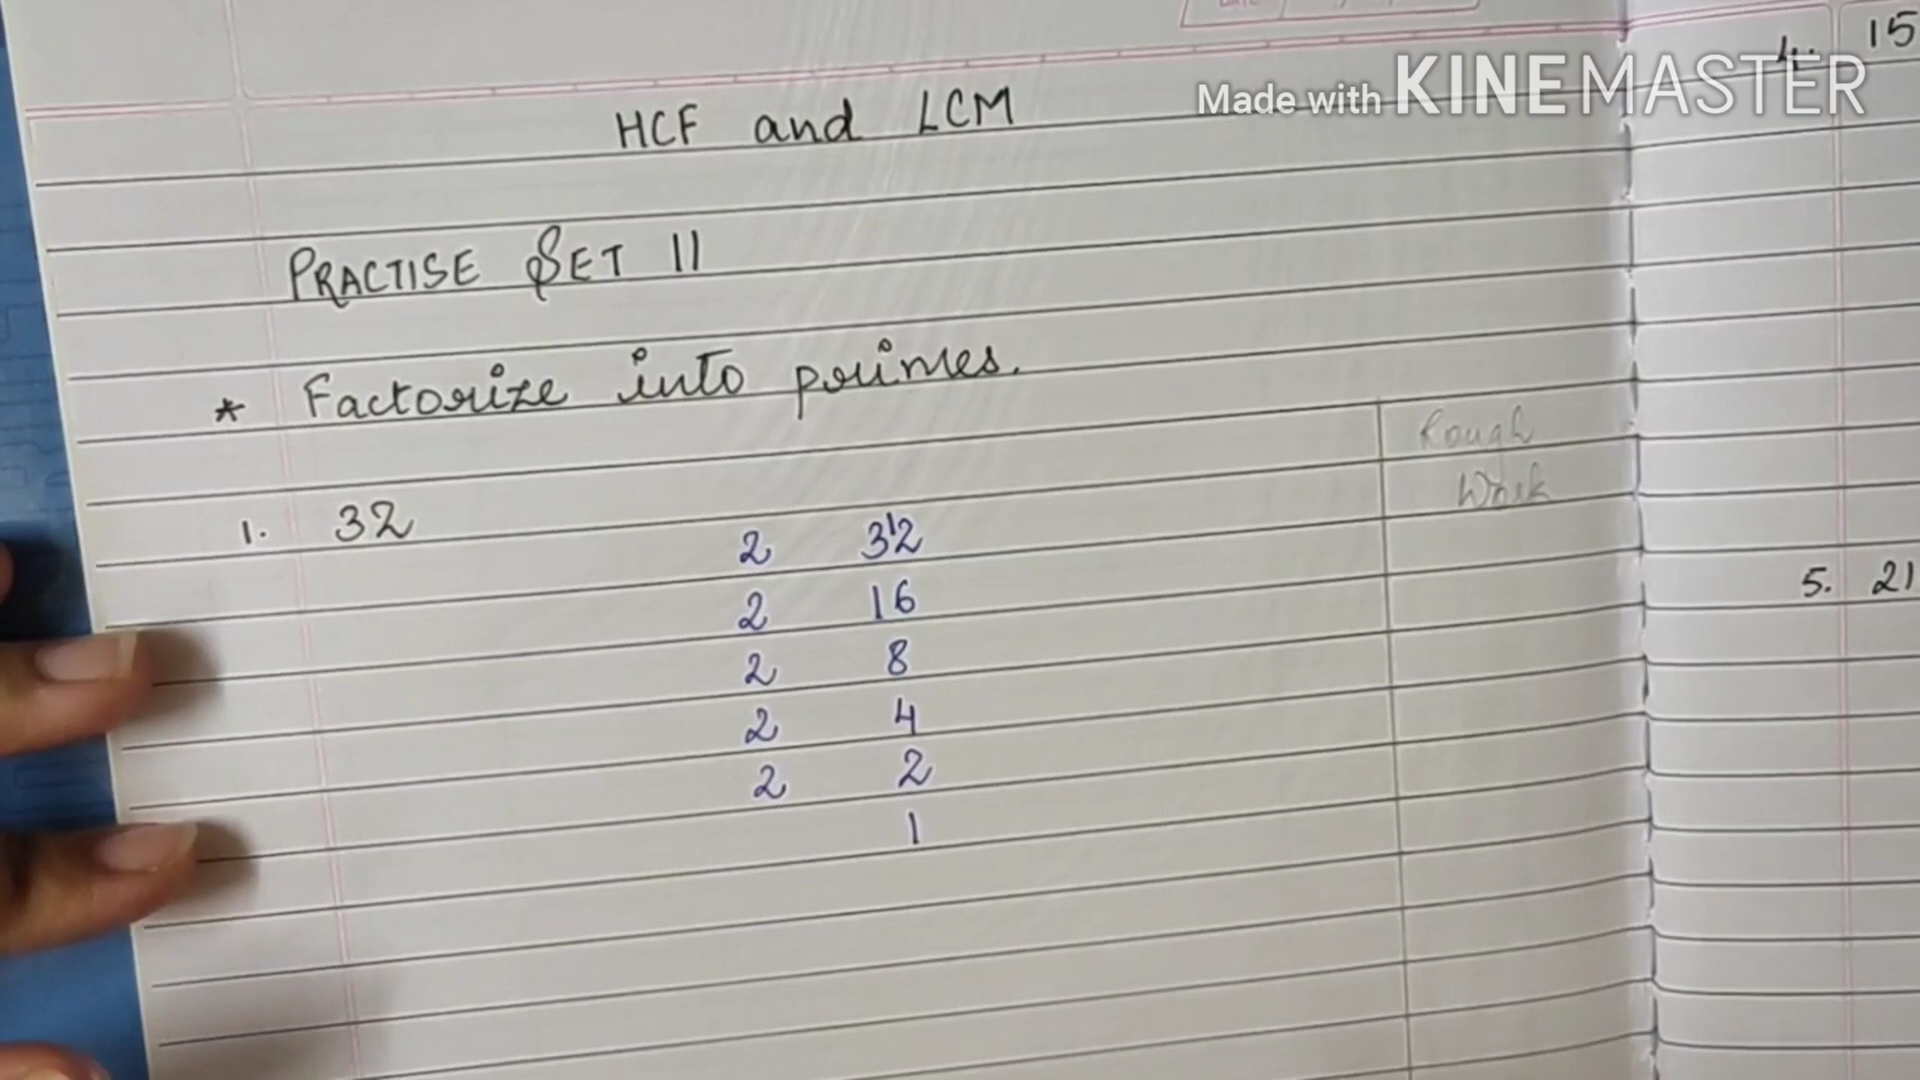 Made with KINEMASTER
HCF and LCM
PRACTISE SET 11
* Factorize into primes.
Rough
Work
1. 32
2 32
2 16
2 8
2 4
2 2
1
4. 15
5. 21